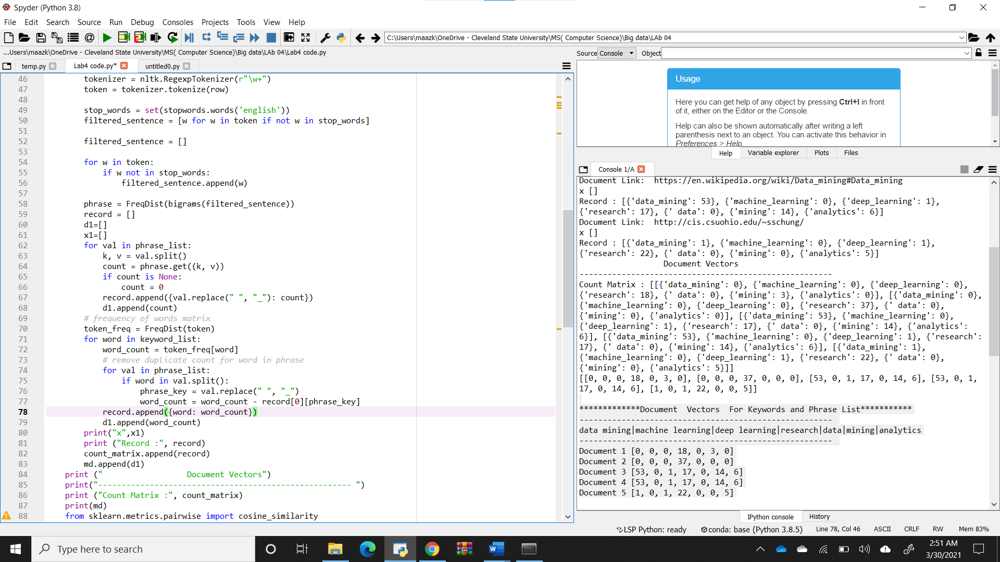 Spyder (Python 3.8)
File Edit Search Source Run Debug Consoles Projects Tools View Help
C:\Users\maazk\OneDrive - Cleveland State University\MS( Computer Science)\Big data\LAb 04
...Users\maazk\OneDrive - Cleveland State University\MS( Computer Science)\Big data\LAb 04\Lab4 code.py
temp.py Lab4 code.py* untitled0.py
46 tokenizer = nltk.RegexpTokenizer(r"\w+")
47 token = tokenizer.tokenize(row)
48
49 stop_words = set(stopwords.words('english'))
50 filtered_sentence = [w for w in token if not w in stop_words]
51
52 filtered_sentence = []
53
54 for w in token:
55 if w not in stop_words:
56 filtered_sentence.append(w)
57
58 phrase = FreqDist(bigrams(filtered_sentence))
59 record = []
60 d1=[]
61 x1=[]
62 for val in phrase_list:
63 k, v = val.split()
64 count = phrase.get((k, v))
65 if count is None:
66 count = 0
67 record.append({val.replace(" ", "_"): count})
68 d1.append(count)
69 # frequency of words matrix
70 token_freq = FreqDist(token)
71 for word in keyword_list:
72 word_count = token_freq[word]
73 # remove duplicate count for word in phrase
74 for val in phrase_list:
75 if word in val.split():
76 phrase_key = val.replace(" ", "_")
77 word_count = word_count - record[0][phrase_key]
78 record.append({word: word_count})
79 d1.append(word_count)
80 print("x",x1)
81 print ("Record :", record)
82 count_matrix.append(record)
83 md.append(d1)
84 print ("                  Document Vectors")
85 print("------------------------------------------------------ ")
86 print ("Count Matrix :", count_matrix)
87 print(md)
88 from sklearn.metrics.pairwise import cosine_similarity
Source Console Object
Usage
Here you can get help of any object by pressing Ctrl+I in front
of it, either on the Editor or the Console.
Help can also be shown automatically after writing a left
parenthesis next to an object. You can activate this behavior in
Preferences > Help.
Help Variable explorer Plots Files
Console 1/A
Document Link:  https://en.wikipedia.org/wiki/Data_mining#Data_mining
x []
Record : [{'data_mining': 53}, {'machine_learning': 0}, {'deep_learning': 1},
{'research': 17}, {' data': 0}, {'mining': 14}, {'analytics': 6}]
Document Link:  http://cis.csuohio.edu/~sschung/
x []
Record : [{'data_mining': 1}, {'machine_learning': 0}, {'deep_learning': 1},
{'research': 22}, {' data': 0}, {'mining': 0}, {'analytics': 5}]
Document Vectors
------------------------------------------------------
Count Matrix : [[{'data_mining': 0}, {'machine_learning': 0}, {'deep_learning': 0},
{'research': 18}, {' data': 0}, {'mining': 3}, {'analytics': 0}], [{'data_mining': 0},
{'machine_learning': 0}, {'deep_learning': 0}, {'research': 37}, {' data': 0},
{'mining': 0}, {'analytics': 0}], [{'data_mining': 53}, {'machine_learning': 0},
{'deep_learning': 1}, {'research': 17}, {' data': 0}, {'mining': 14}, {'analytics':
6}], [{'data_mining': 53}, {'machine_learning': 0}, {'deep_learning': 1}, {'research':
17}, {' data': 0}, {'mining': 14}, {'analytics': 6}], [{'data_mining': 1},
{'machine_learning': 0}, {'deep_learning': 1}, {'research': 22}, {' data': 0},
{'mining': 0}, {'analytics': 5}]]
[[0, 0, 0, 18, 0, 3, 0], [0, 0, 0, 37, 0, 0, 0], [53, 0, 1, 17, 0, 14, 6], [53, 0, 1,
17, 0, 14, 6], [1, 0, 1, 22, 0, 0, 5]]
*************Document  Vectors  For Keywords and Phrase List***********
------------------------------------------------------
data mining|machine learning|deep learning|research|data|mining|analytics
------------------------------------------------------
Document 1 [0, 0, 0, 18, 0, 3, 0]
Document 2 [0, 0, 0, 37, 0, 0, 0]
Document 3 [53, 0, 1, 17, 0, 14, 6]
Document 4 [53, 0, 1, 17, 0, 14, 6]
Document 5 [1, 0, 1, 22, 0, 0, 5]
IPython console History
LSP Python: ready conda: base (Python 3.8.5) Line 78, Col 46 ASCII CRLF RW Mem 83%
Type here to search
2:51 AM
3/30/2021